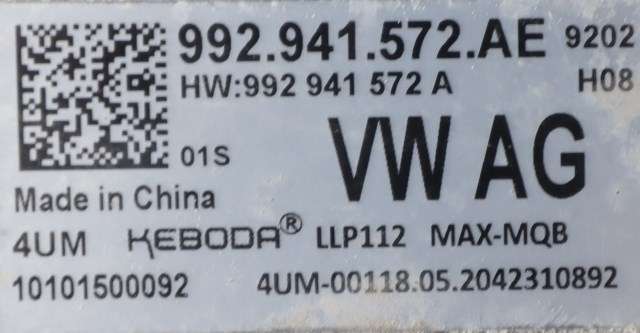 992.941.572.AE 9202
HW:992 941 572 A H08
01S VW AG
Made in China
4UM KEBODA® LLP112 MAX-MQB
10101500092 4UM-00118.05.2042310892